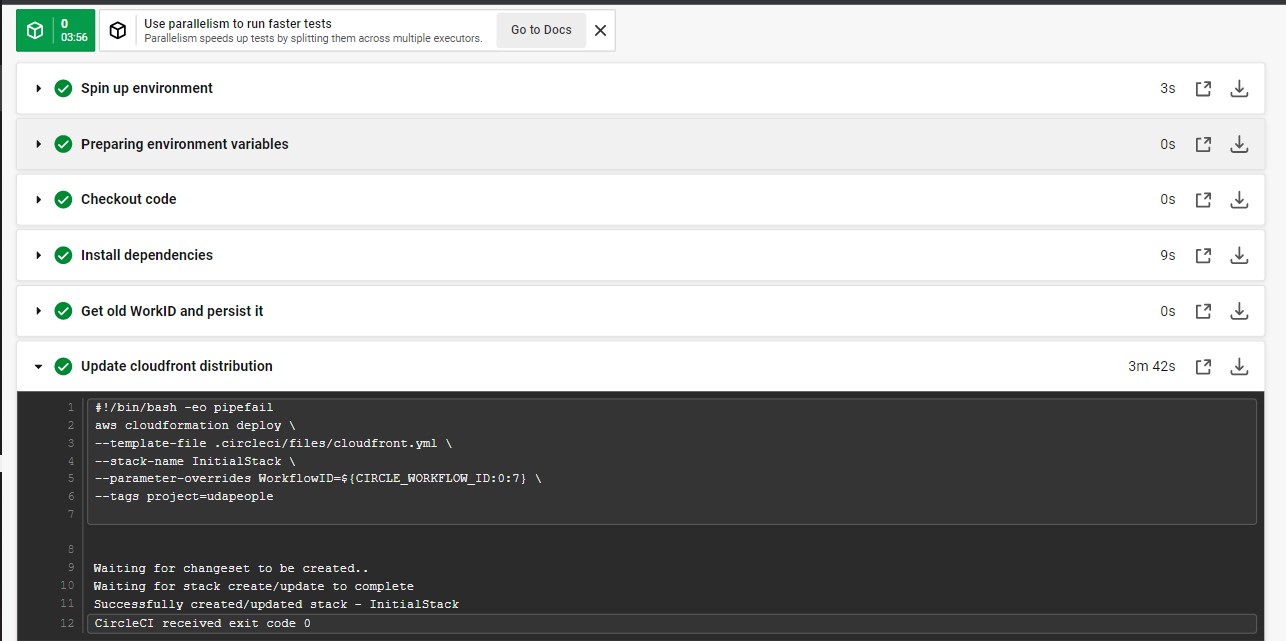 0
03:56
Use parallelism to run faster tests
Parallelism speeds up tests by splitting them across multiple executors.
Go to Docs
Spin up environment 3s
Preparing environment variables 0s
Checkout code 0s
Install dependencies 9s
Get old WorkID and persist it 0s
Update cloudfront distribution 3m 42s
1 #!/bin/bash -eo pipefail
2 aws cloudformation deploy \
3 --template-file .circleci/files/cloudfront.yml \
4 --stack-name InitialStack \
5 --parameter-overrides WorkflowID=${CIRCLE_WORKFLOW_ID:0:7} \
6 --tags project=udapeople
7
8
9 Waiting for changeset to be created..
10 Waiting for stack create/update to complete
11 Successfully created/updated stack - InitialStack
12 CircleCI received exit code 0